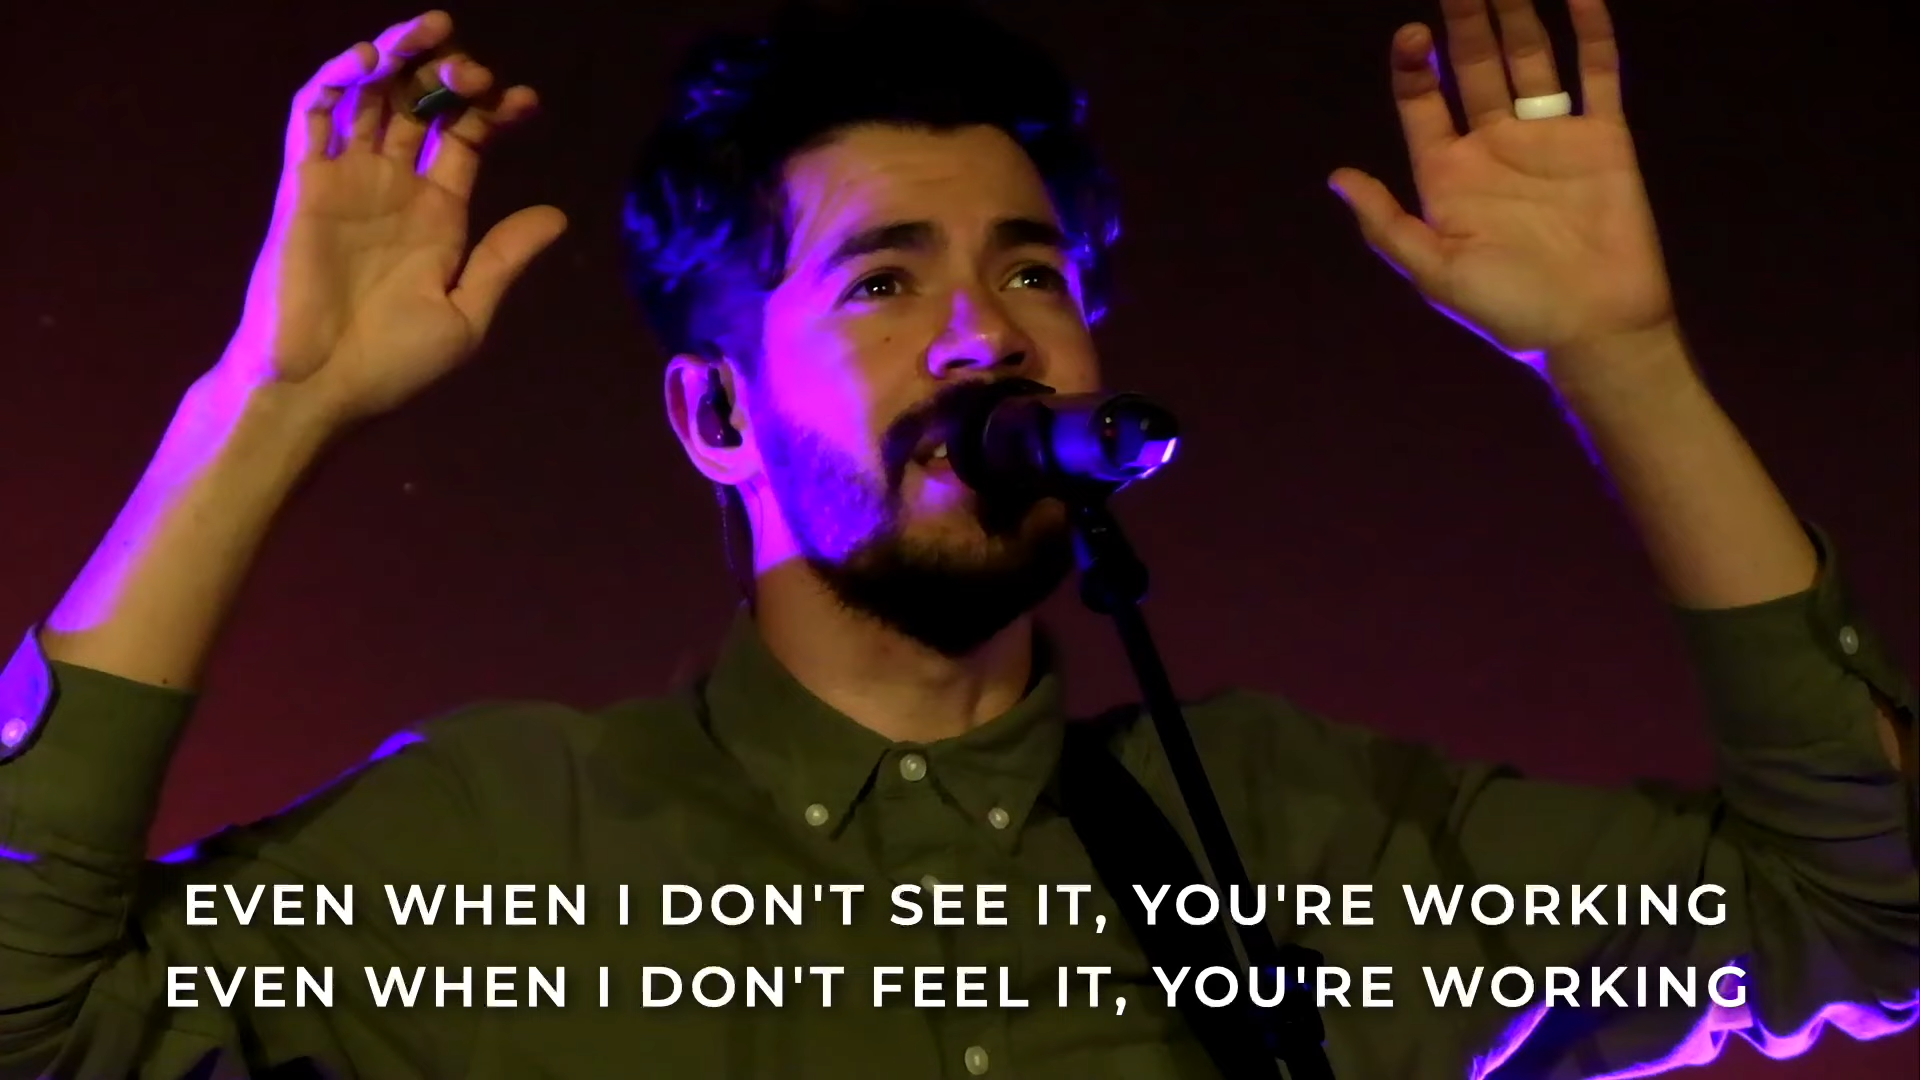 EVEN WHEN I DON'T SEE IT, YOU'RE WORKING
EVEN WHEN I DON'T FEEL IT, YOU'RE WORKING